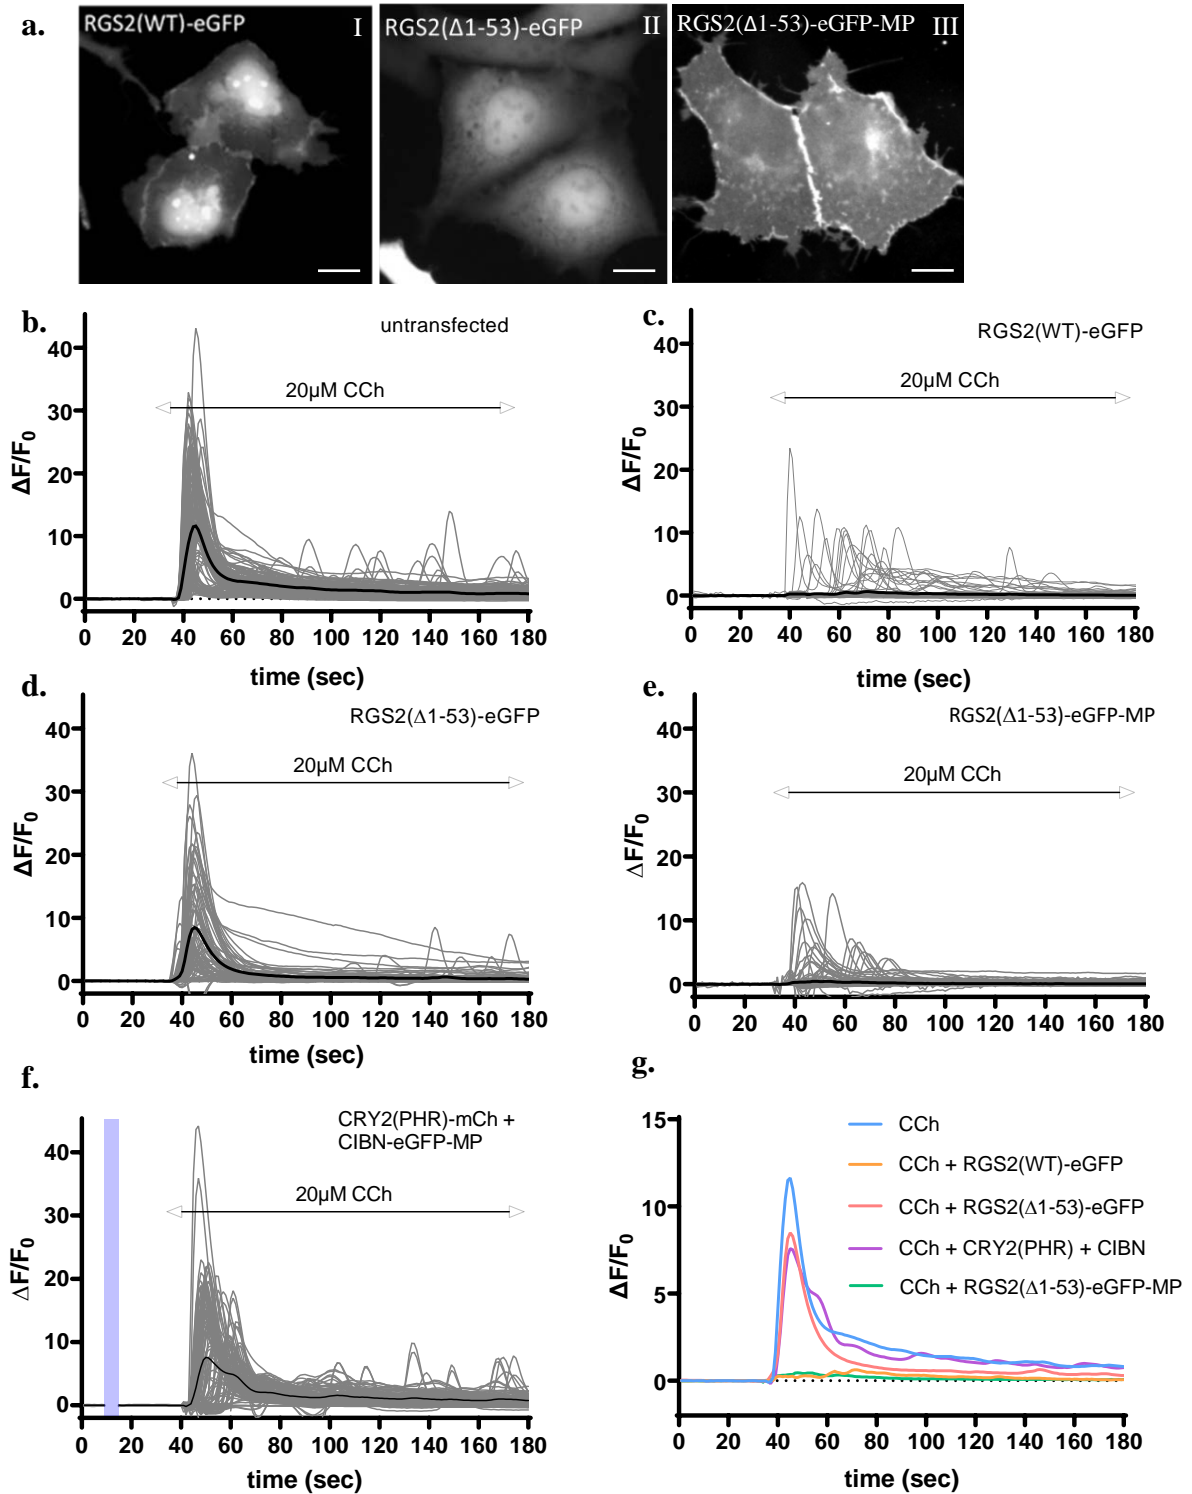 a.
RGS2(WT)-eGFP I
RGS2(Δ1-53)-eGFP II
RGS2(Δ1-53)-eGFP-MP III
b.
untransfected
20µM CCh
ΔF/F0
40
30
20
10
0
0 20 40 60 80 100 120 140 160 180
time (sec)
c.
RGS2(WT)-eGFP
20µM CCh
ΔF/F0
40
30
20
10
0
0 20 40 60 80 100 120 140 160 180
time (sec)
d.
RGS2(Δ1-53)-eGFP
20µM CCh
ΔF/F0
40
30
20
10
0
0 20 40 60 80 100 120 140 160 180
time (sec)
e.
RGS2(Δ1-53)-eGFP-MP
20µM CCh
ΔF/F0
40
30
20
10
0
0 20 40 60 80 100 120 140 160 180
time (sec)
f.
CRY2(PHR)-mCh +
CIBN-eGFP-MP
20µM CCh
ΔF/F0
40
30
20
10
0
0 20 40 60 80 100 120 140 160 180
time (sec)
g.
CCh
CCh + RGS2(WT)-eGFP
CCh + RGS2(Δ1-53)-eGFP
CCh + CRY2(PHR) + CIBN
CCh + RGS2(Δ1-53)-eGFP-MP
ΔF/F0
15
10
5
0
0 20 40 60 80 100 120 140 160 180
time (sec)